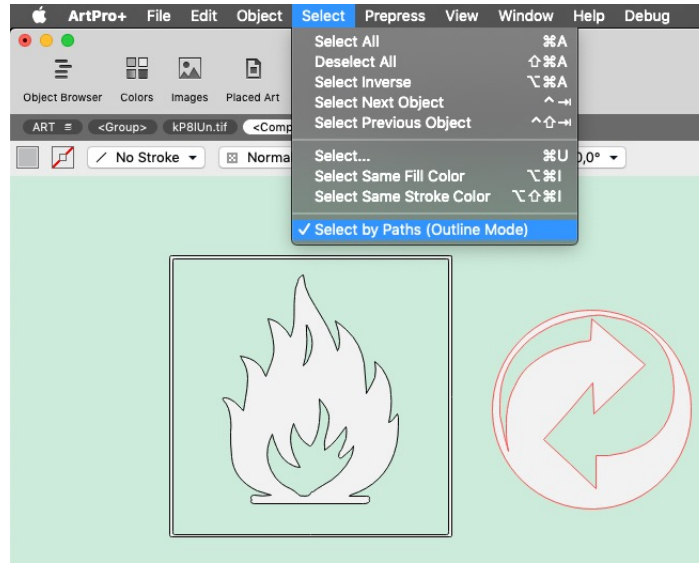 ArtPro+ File Edit Object Select Prepress View Window Help Debug
Select All ⌘A
Deselect All ⇧⌘A
Select Inverse ⌥⌘A
Select Next Object ^⇥
Select Previous Object ^⇧⇥
Select... ⌘U
Select Same Fill Color ⌥⌘I
Select Same Stroke Color ⌥⇧⌘I
✓ Select by Paths (Outline Mode)
Object Browser Colors Images Placed Art
ART <Group> kP8lUn.tif <Comp
No Stroke Norma 0,0°